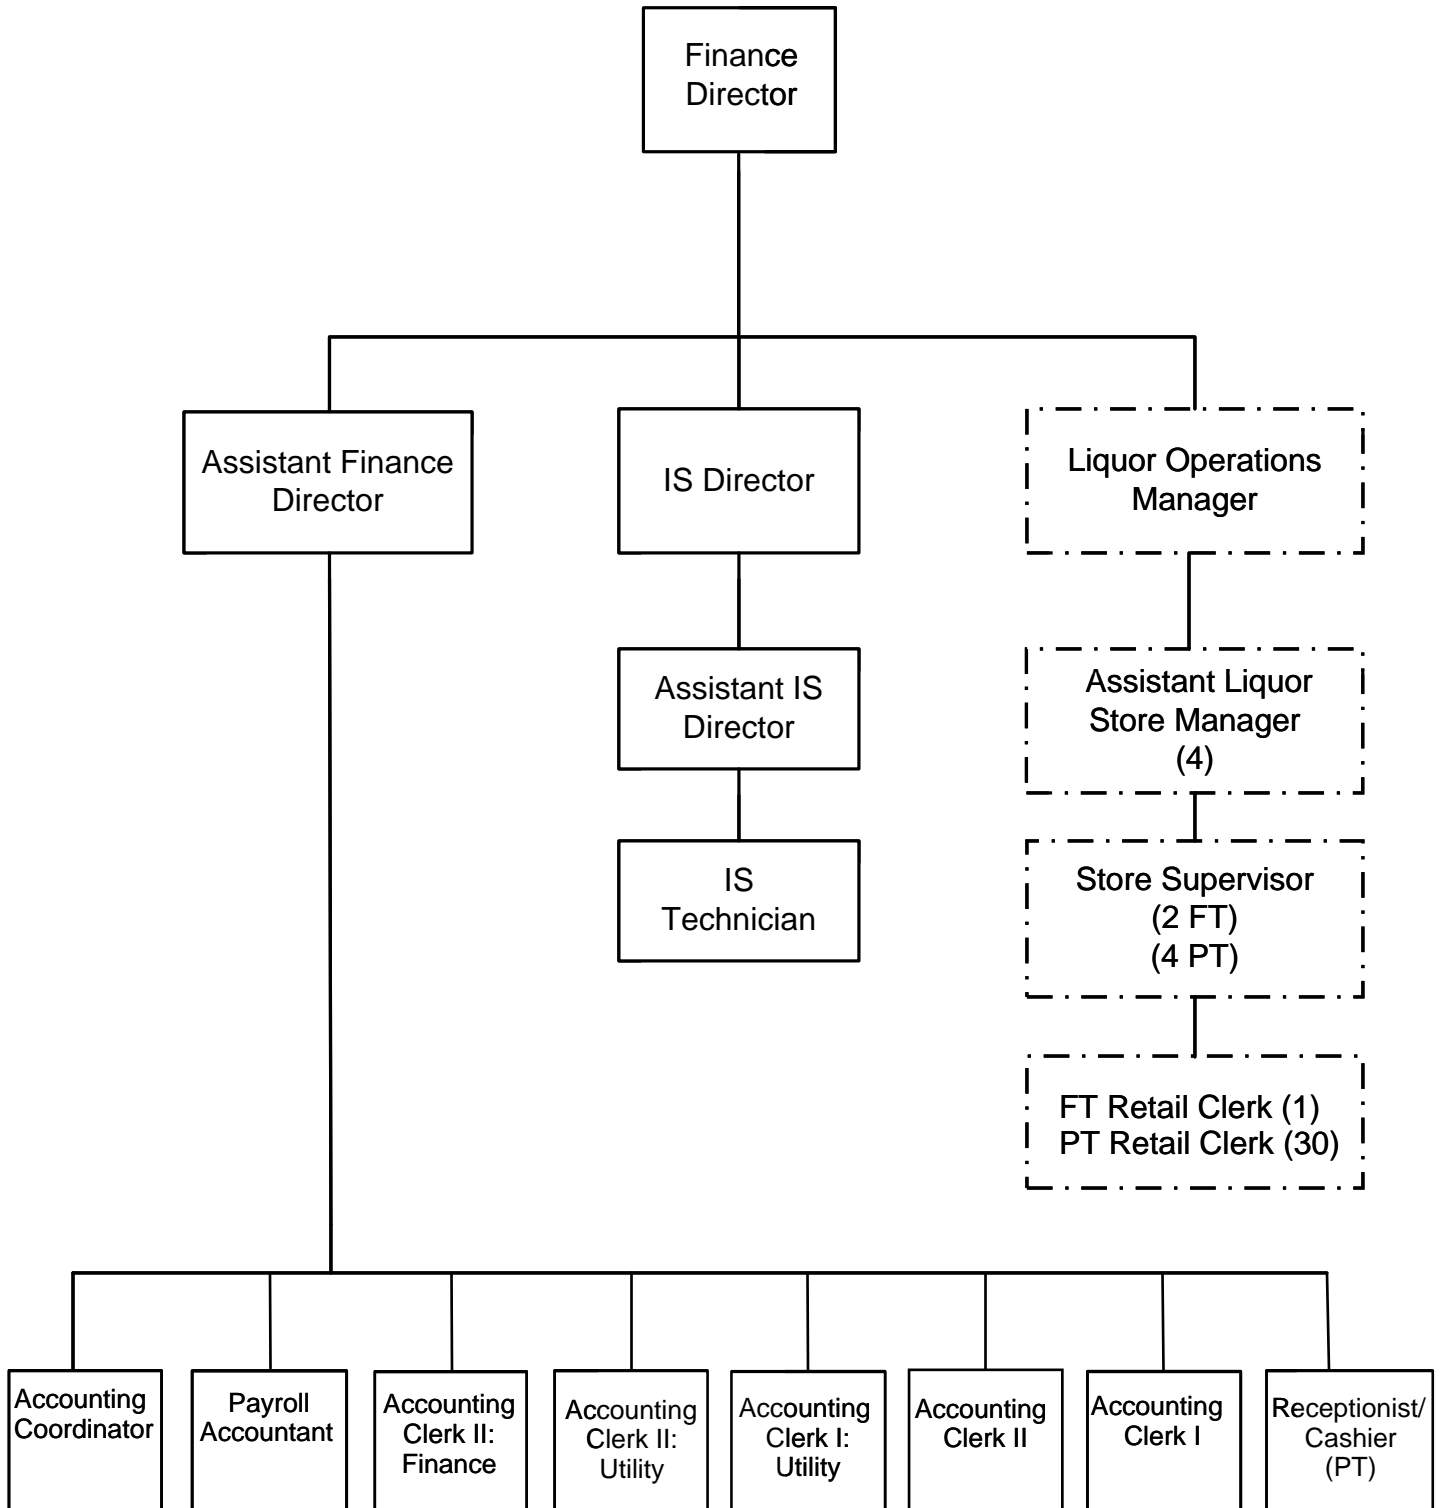 Finance
Director
Assistant Finance
Director
IS Director
Liquor Operations
Manager
Assistant IS
Director
Assistant Liquor
Store Manager
(4)
IS
Technician
Store Supervisor
(2 FT)
(4 PT)
FT Retail Clerk (1)
PT Retail Clerk (30)
Accounting
Coordinator
Payroll
Accountant
Accounting
Clerk II:
Finance
Accounting
Clerk II:
Utility
Accounting
Clerk I:
Utility
Accounting
Clerk II
Accounting
Clerk I
Receptionist/
Cashier
(PT)